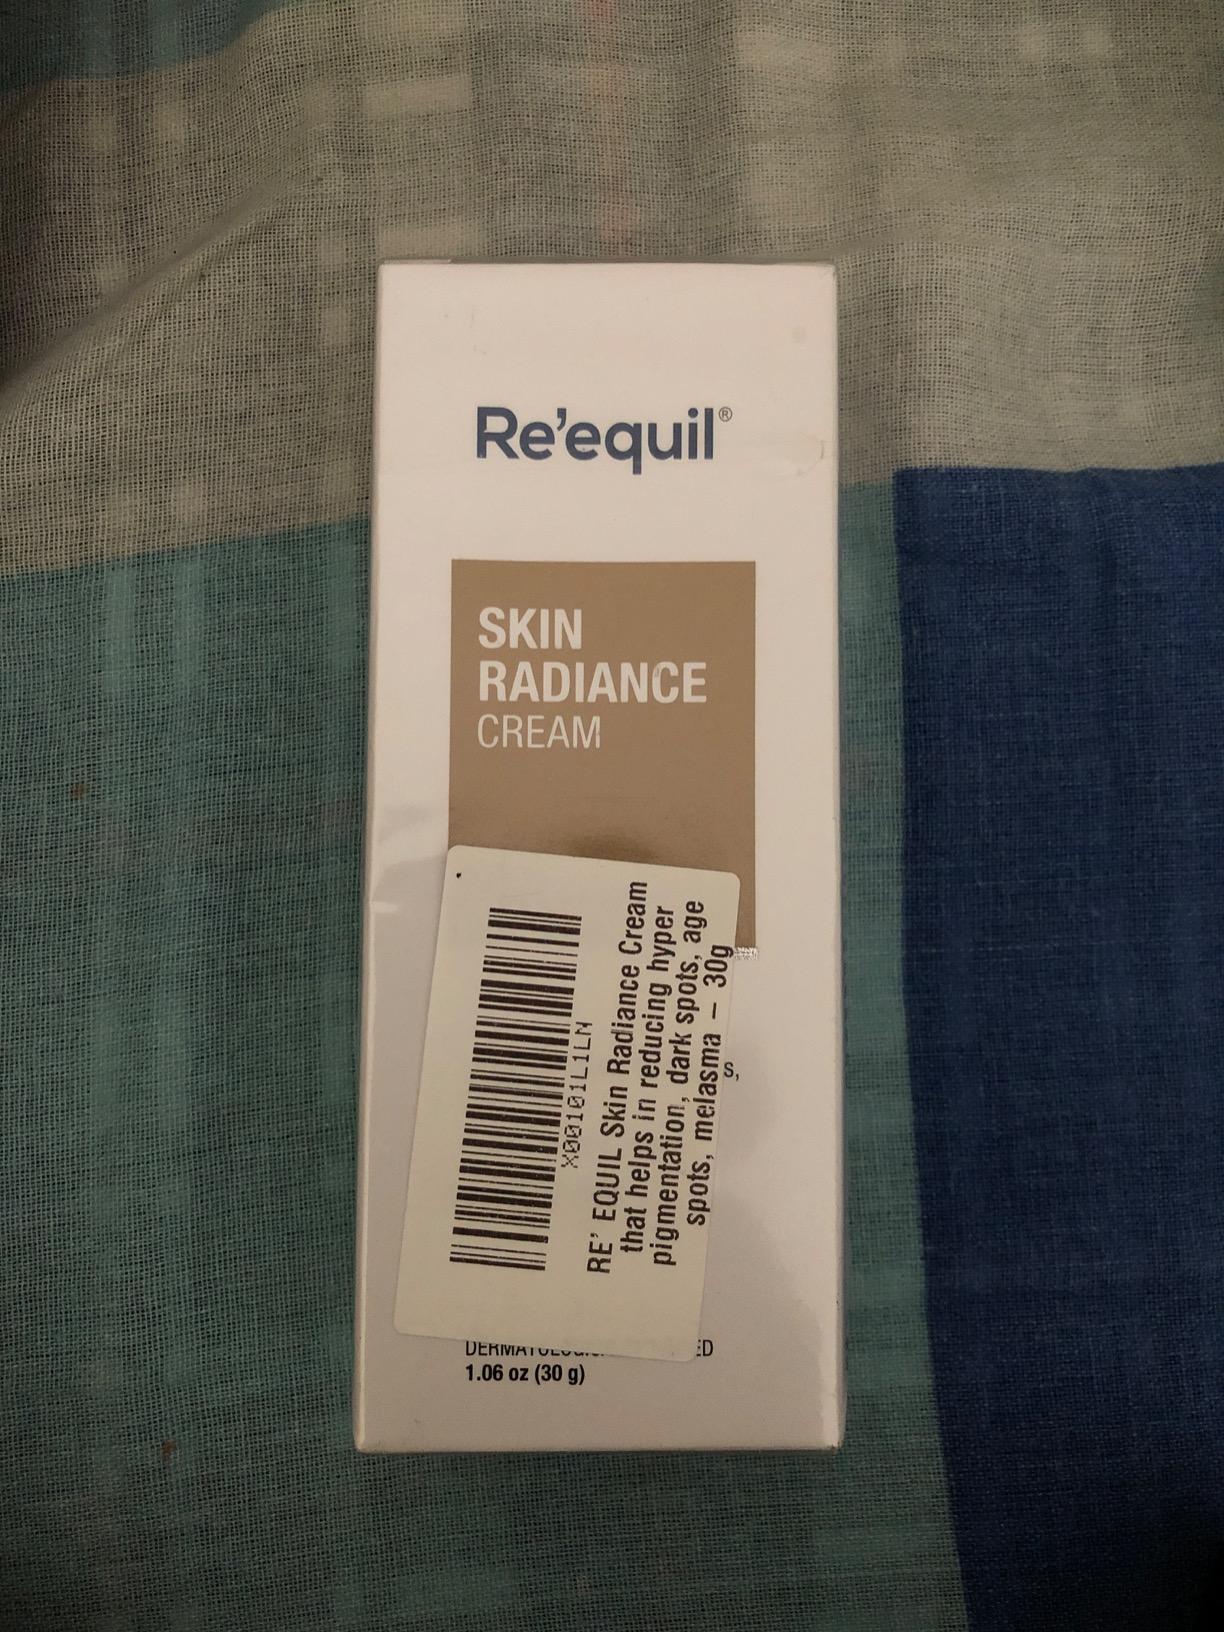 Re'equil®
SKIN
RADIANCE
CREAM
X00101L1LN
RE' EQUIL Skin Radiance Cream
that helps in reducing hyper
pigmentation, dark spots, age
spots, melasma – 30g
s,
ED
1.06 oz (30 g)